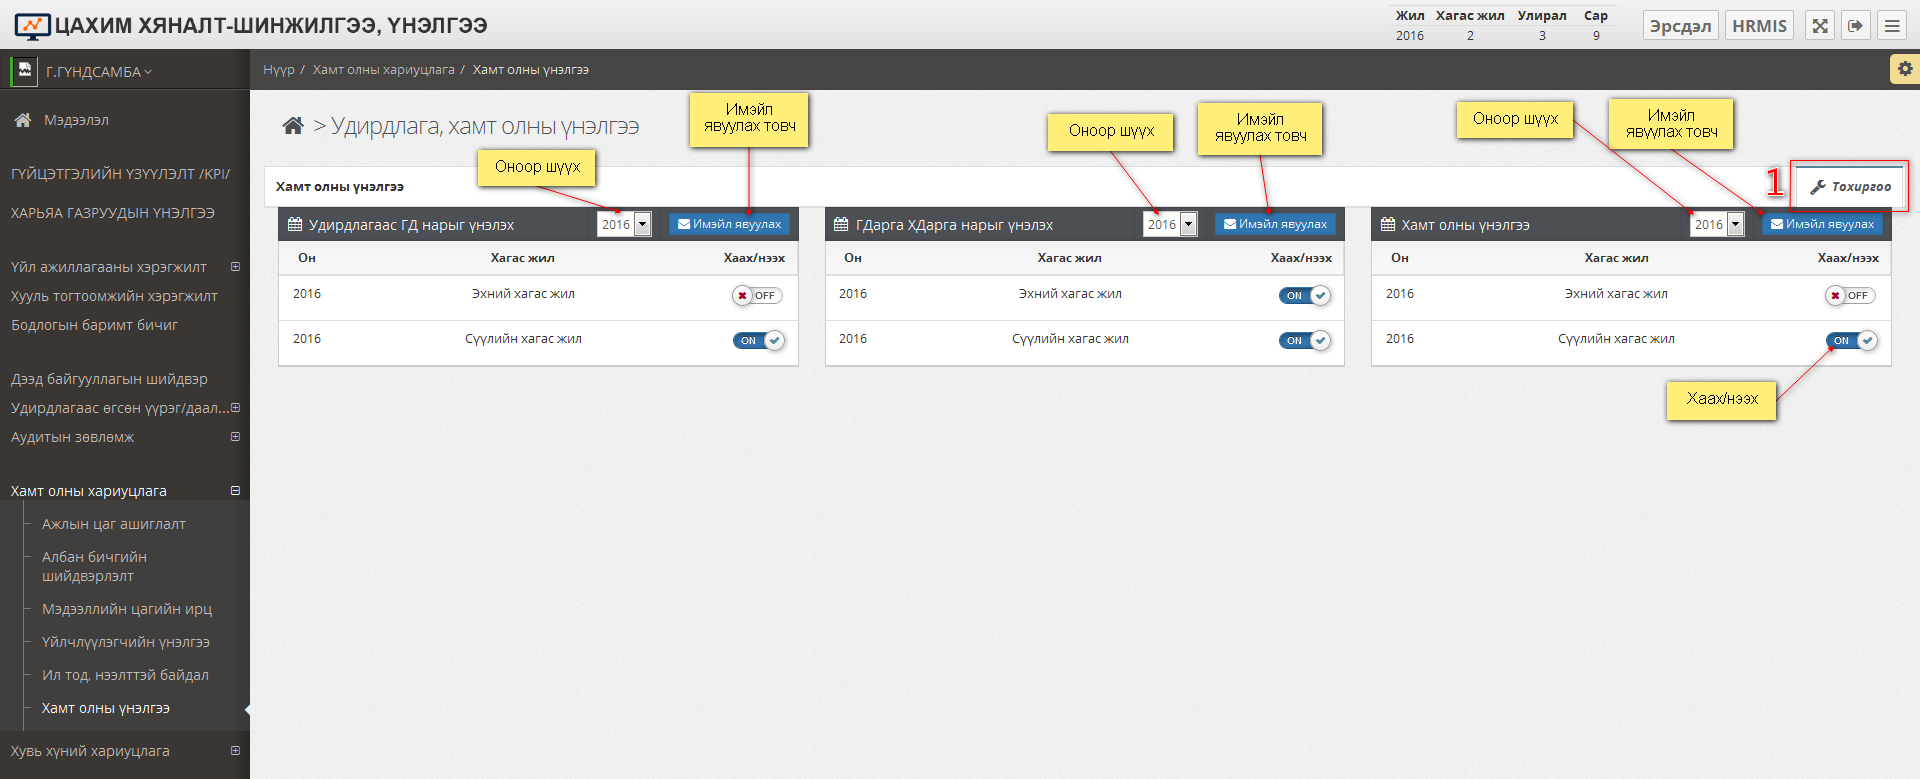 ЦАХИМ ХЯНАЛТ-ШИНЖИЛГЭЭ, ҮНЭЛГЭЭ
Жил Хагас жил Улирал Сар
2016 2 3 9
Эрсдэл HRMIS
Г.ГҮНДСАМБА
Нүүр / Хамт олны хариуцлага / Хамт олны үнэлгээ
Мэдээлэл
ГҮЙЦЭТГЭЛИЙН ҮЗҮҮЛЭЛТ /KPI/
ХАРЬЯА ГАЗРУУДЫН ҮНЭЛГЭЭ
Үйл ажиллагааны хэрэгжилт
Хууль тогтоомжийн хэрэгжилт
Бодлогын баримт бичиг
Дээд байгууллагын шийдвэр
Удирдлагаас өгсөн үүрэг/даал...
Аудитын зөвлөмж
Хамт олны хариуцлага
Ажлын цаг ашиглалт
Албан бичгийн
шийдвэрлэлт
Мэдээллийн цагийн ирц
Үйлчлүүлэгчийн үнэлгээ
Ил тод, нээлттэй байдал
Хамт олны үнэлгээ
Хувь хүний хариуцлага
> Удирдлага, хамт олны үнэлгээ
Имэйл
явуулах товч
Оноор шүүх
Оноор шүүх
Имэйл
явуулах товч
Оноор шүүх
Имэйл
явуулах товч
Хамт олны үнэлгээ
1
Тохиргоо
Удирдлагаас ГД нарыг үнэлэх 2016 Имэйл явуулах
Он Хагас жил Хаах/нээх
2016 Эхний хагас жил OFF
2016 Сүүлийн хагас жил ON
ГДарга ХДарга нарыг үнэлэх 2016 Имэйл явуулах
Он Хагас жил Хаах/нээх
2016 Эхний хагас жил ON
2016 Сүүлийн хагас жил ON
Хамт олны үнэлгээ 2016 Имэйл явуулах
Он Хагас жил Хаах/нээх
2016 Эхний хагас жил OFF
2016 Сүүлийн хагас жил ON
Хаах/нээх